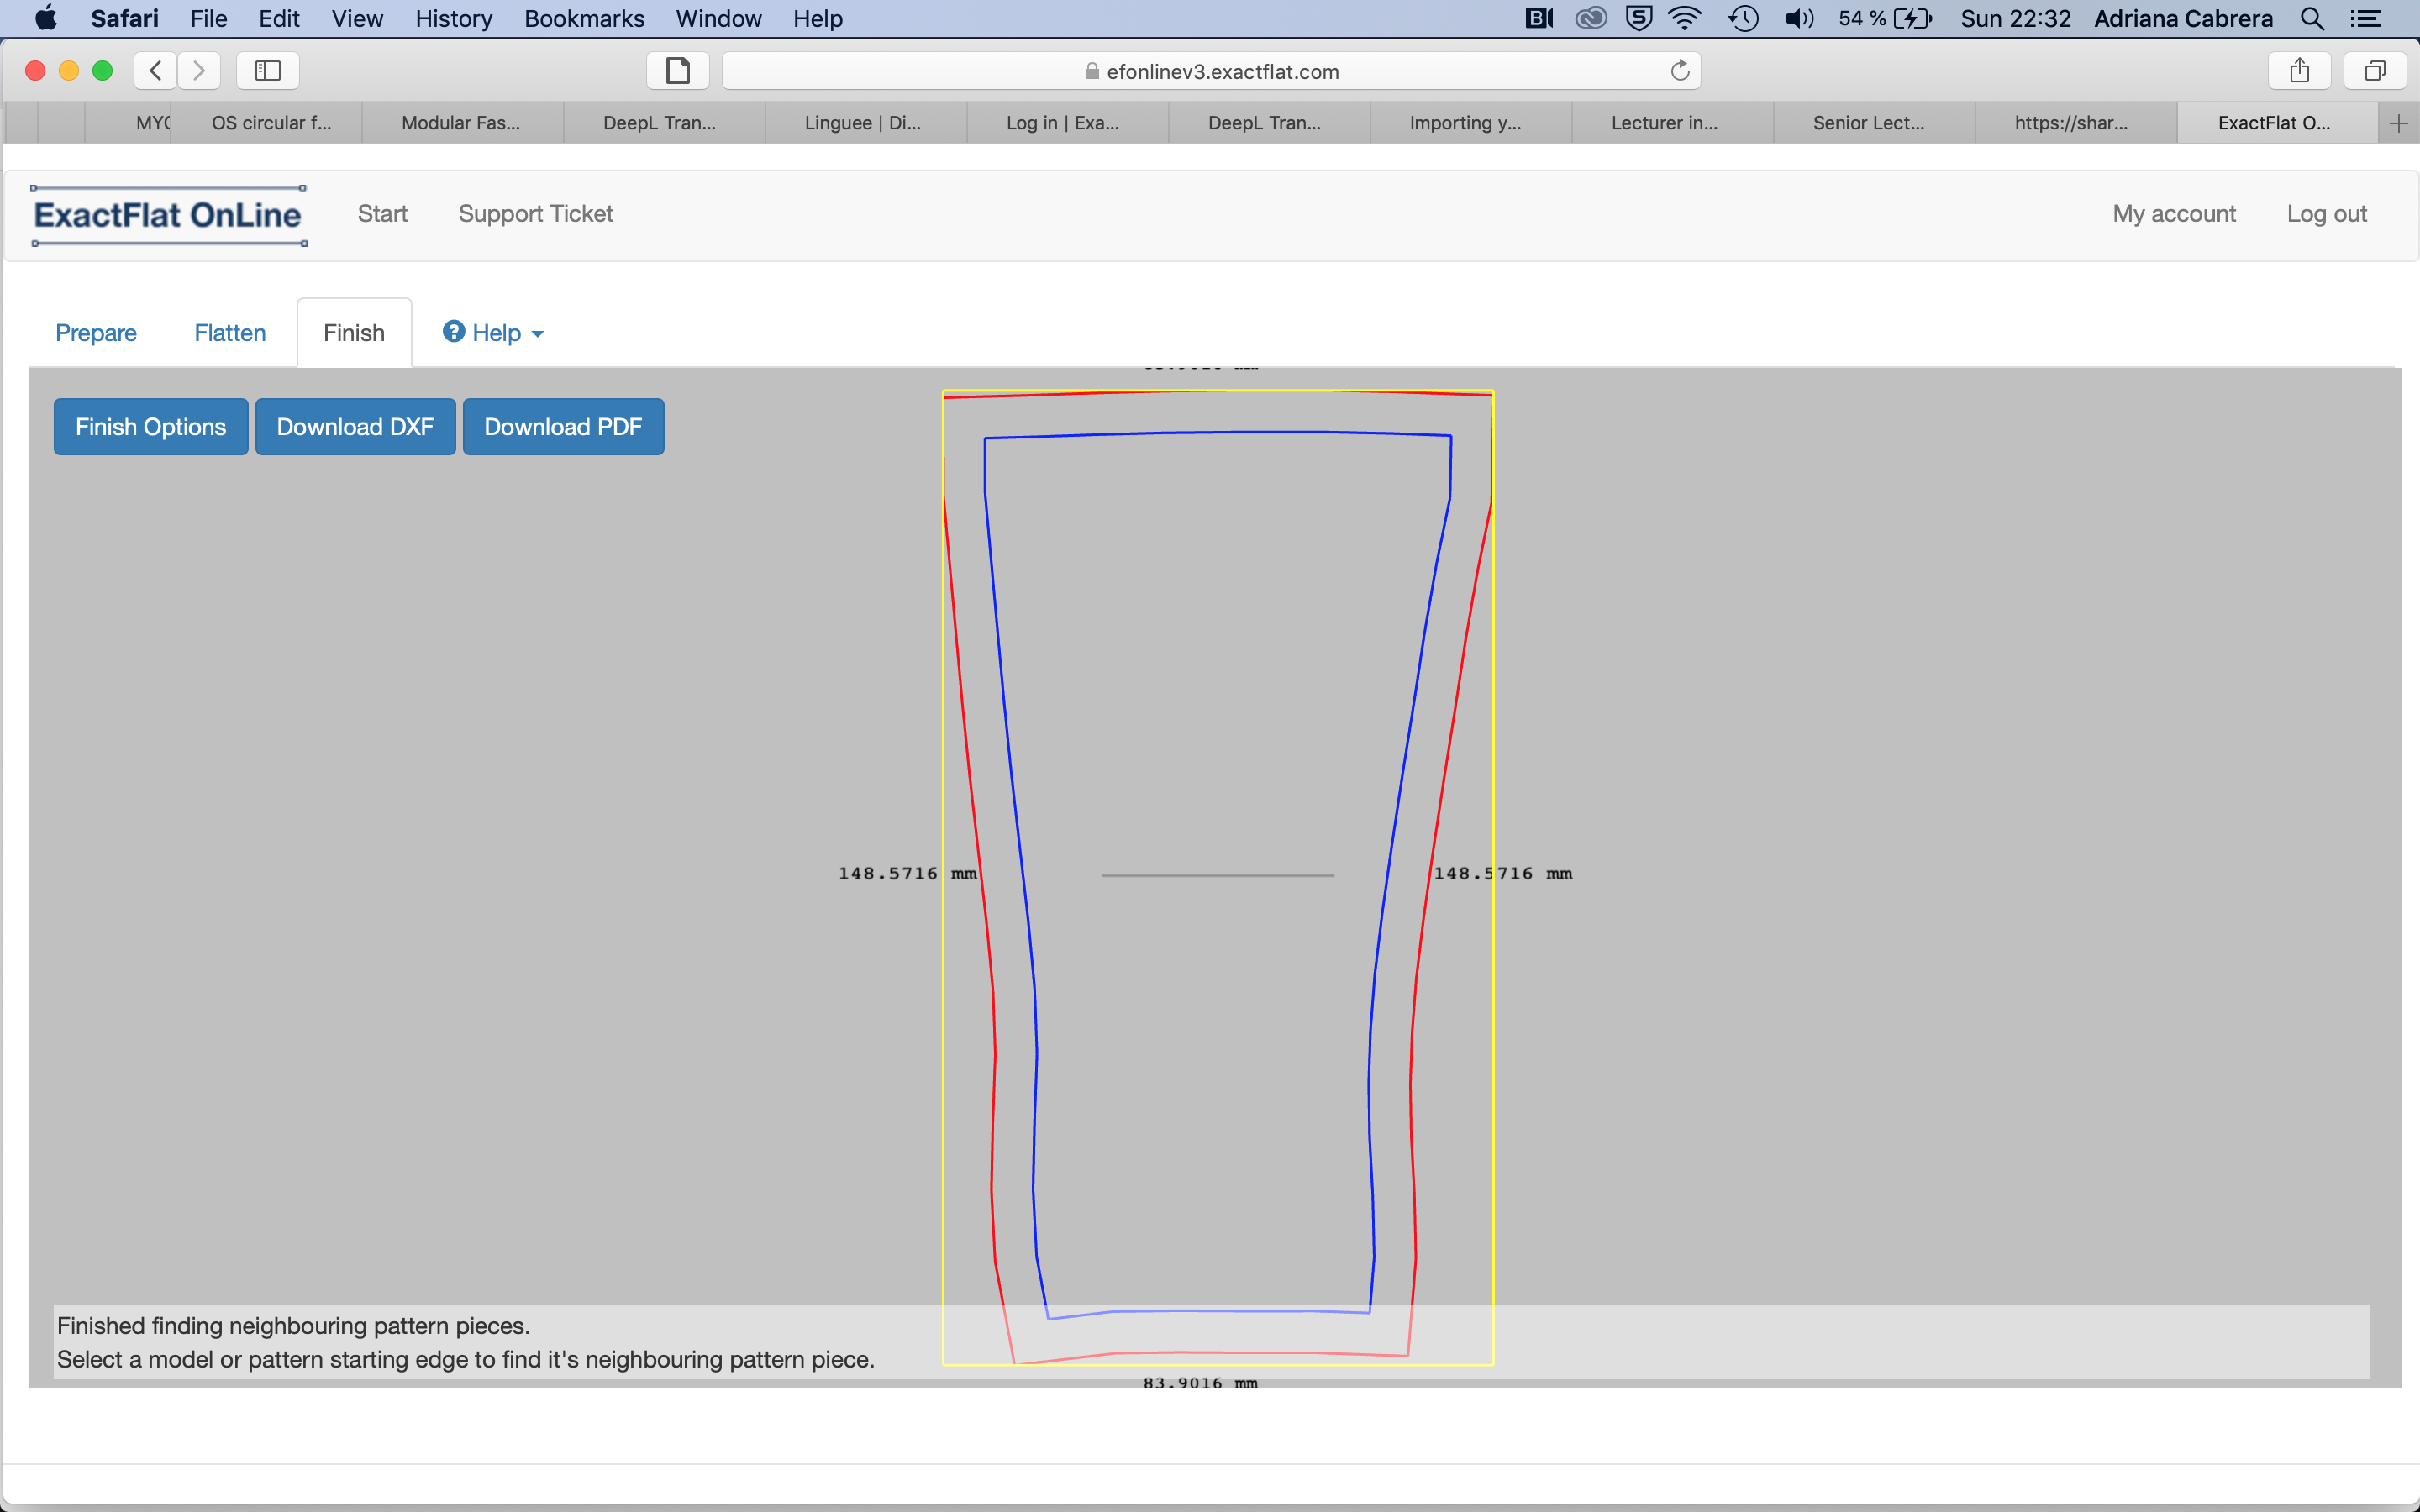 Safari File Edit View History Bookmarks Window Help 54 % Sun 22:32 Adriana Cabrera
efonlinev3.exactflat.com
OS circular f... Modular Fas... DeepL Tran... Linguee | Di... Log in | Exa... DeepL Tran... Importing y... Lecturer in... Senior Lect... https://shar... ExactFlat O...
ExactFlat OnLine Start Support Ticket My account Log out
Prepare Flatten Finish Help
Finish Options Download DXF Download PDF
148.5716 mm 148.5716 mm
Finished finding neighbouring pattern pieces.
Select a model or pattern starting edge to find it's neighbouring pattern piece.
83.9016 mm